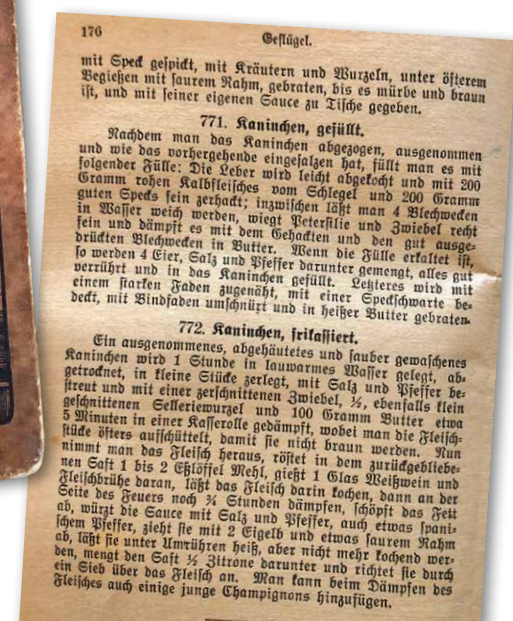 176
Geflügel.
mit Speck gespickt, mit Kräutern und Wurzeln, unter öfterem
Begießen mit saurem Rahm, gebraten, bis es mürbe und braun
ist, und mit seiner eigenen Sauce zu Tische gegeben.
771. Kaninchen, gefüllt.
Nachdem man das Kaninchen abgezogen, ausgenommen
und wie das vorhergehende eingesalzen hat, füllt man es mit
folgender Fülle: Die Leber wird leicht abgekocht und mit 200
Gramm rohen Kalbfleisches vom Schlegel und 200 Gramm
guten Specks fein zerhackt; inzwischen läßt man 4 Blechwecken
in Wasser weich werden, wiegt Petersilie und Zwiebel recht
fein und dämpft es mit dem Gehackten und den gut ausge-
drückten Blechwecken in Butter. Wenn die Fülle erkaltet ist,
so werden 4 Eier, Salz und Pfeffer darunter gemengt, alles gut
verrührt und in das Kaninchen gefüllt. Letzteres wird mit
einem starken Faden zugenäht, mit einer Speckschwarte be-
deckt, mit Bindfaden umschnürt und in heißer Butter gebraten.
772. Kaninchen, frikassiert.
Ein ausgenommenes, abgehäutetes und sauber gewaschenes
Kaninchen wird 1 Stunde in lauwarmes Wasser gelegt, ab-
getrocknet, in kleine Stücke zerlegt, mit Salz und Pfeffer be-
streut und mit einer zerschnittenen Zwiebel, ½, ebenfalls klein
geschnittenen Selleriewurzel und 100 Gramm Butter etwa
5 Minuten in einer Kasserolle gedämpft, wobei man die Fleisch-
stücke öfters aufschüttelt, damit sie nicht braun werden. Nun
nimmt man das Fleisch heraus, röstet in dem zurückgebliebe-
nen Saft 1 bis 2 Eßlöffel Mehl, gießt 1 Glas Weißwein und
Fleischbrühe daran, läßt das Fleisch darin kochen, dann an der
Seite des Feuers noch ¾ Stunden dämpfen, schöpft das Fett
ab, würzt die Sauce mit Salz und Pfeffer, auch etwas spani-
schem Pfeffer, zieht sie mit 2 Eigelb und etwas saurem Rahm
ab, läßt sie unter Umrühren heiß, aber nicht mehr kochend wer-
den, mengt den Saft ½ Zitrone darunter und richtet sie durch
ein Sieb über das Fleisch an. Man kann beim Dämpfen des
Fleisches auch einige junge Champignons hinzufügen.